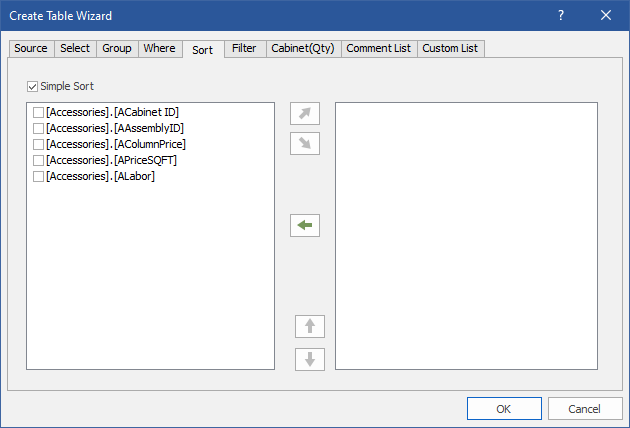 Create Table Wizard
?
Source Select Group Where Sort Filter Cabinet(Qty) Comment List Custom List
Simple Sort
[Accessories].[ACabinet ID]
[Accessories].[AAssemblyID]
[Accessories].[AColumnPrice]
[Accessories].[APriceSQFT]
[Accessories].[ALabor]
OK Cancel